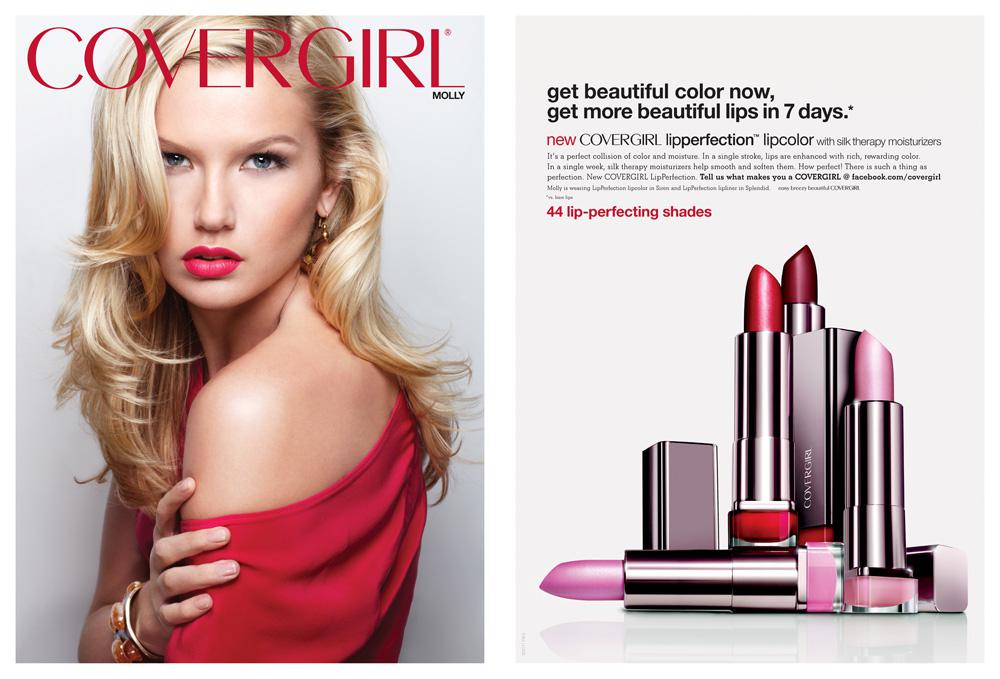 COVERGIRL®
MOLLY
get beautiful color now,
get more beautiful lips in 7 days.*
new COVERGIRL lipperfection™ lipcolor with silk therapy moisturizers
It's a perfect collision of color and moisture. In a single stroke, lips are enhanced with rich, rewarding color.
In a single week, silk therapy moisturizers help smooth and soften them. How perfect! There is such a thing as
perfection. New COVERGIRL LipPerfection. Tell us what makes you a COVERGIRL @ facebook.com/covergirl
Molly is wearing LipPerfection lipcolor in Siren and LipPerfection lipliner in Splendid. easy breezy beautiful COVERGIRL
*vs. bare lips
44 lip-perfecting shades
COVERGIRL